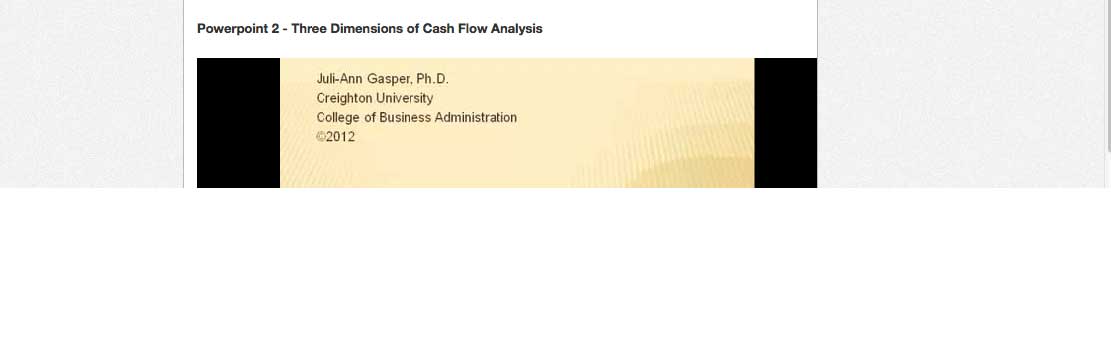 Powerpoint 2 - Three Dimensions of Cash Flow Analysis
Juli-Ann Gasper, Ph.D.
Creighton University
College of Business Administration
©2012